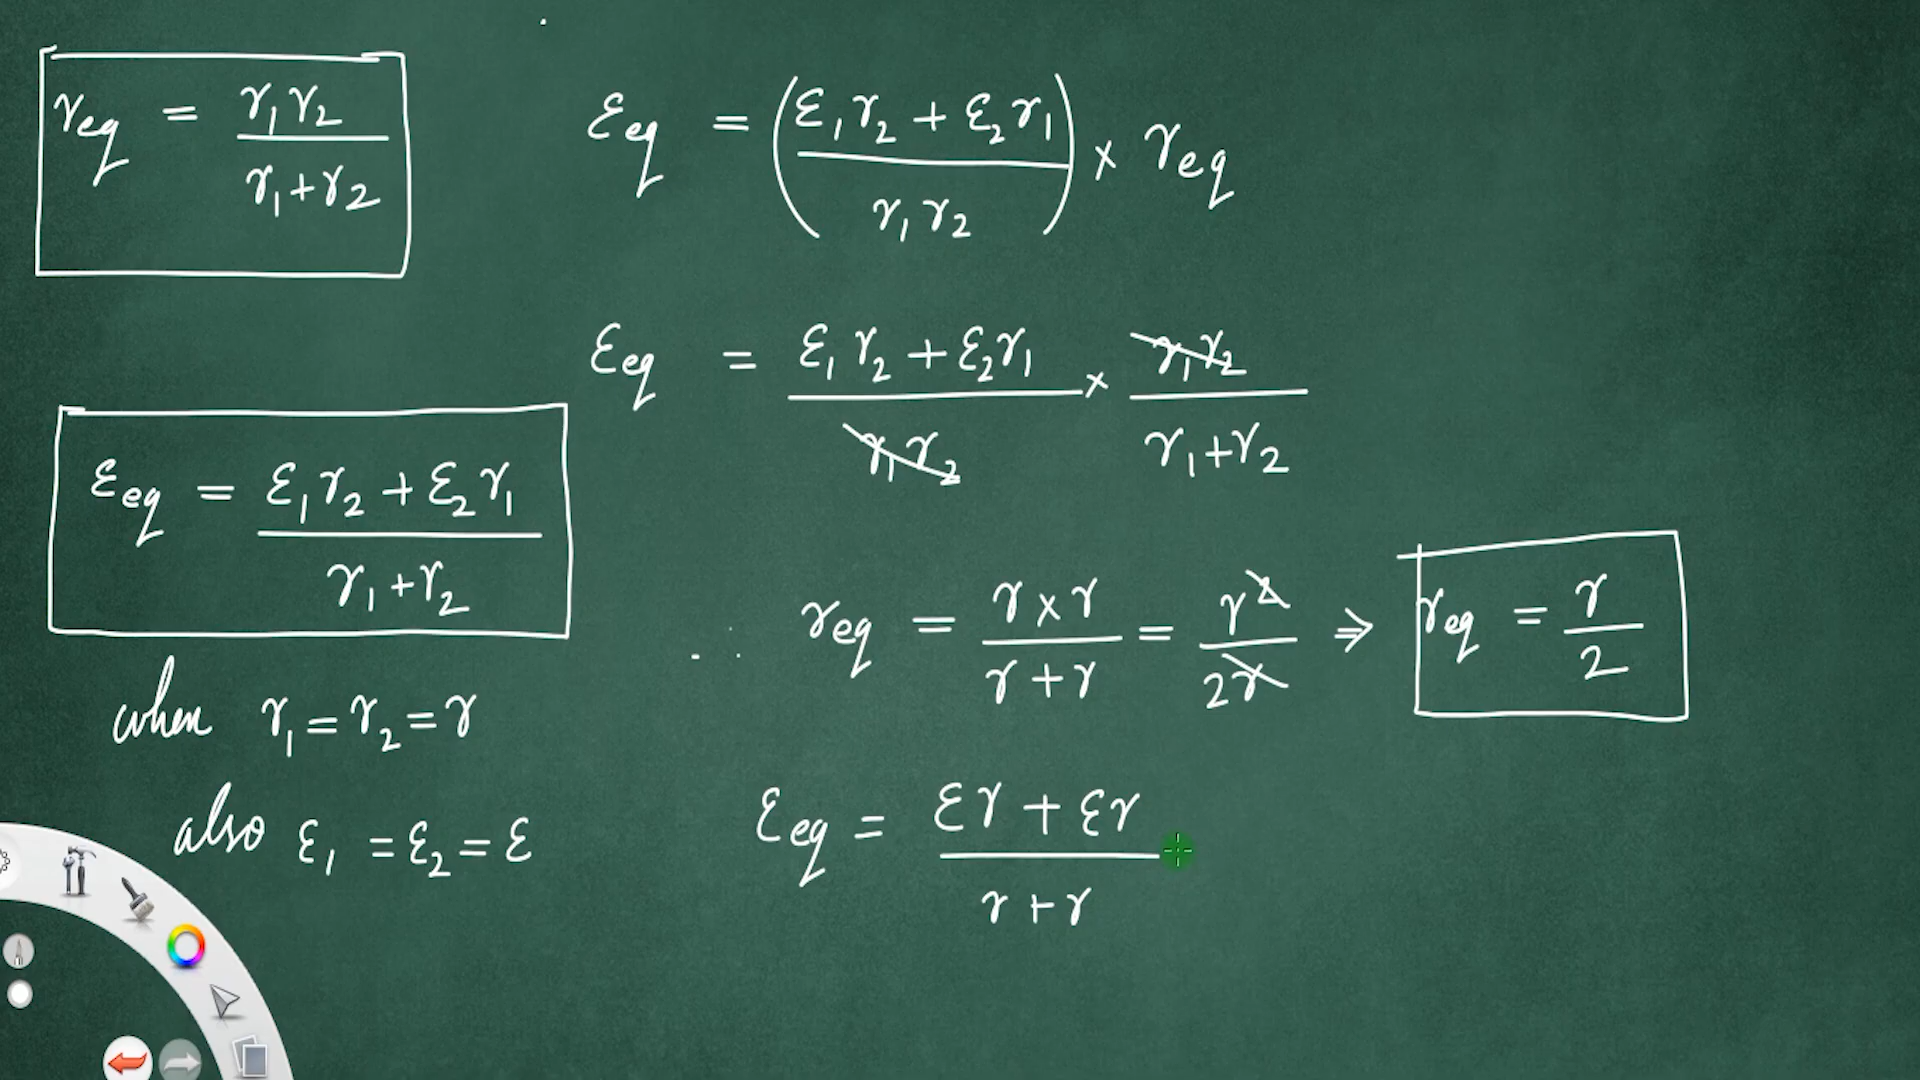 r_eq = r₁r₂ / (r₁+r₂)
ε_eq = ((ε₁r₂ + ε₂r₁) / r₁r₂) × r_eq
ε_eq = (ε₁r₂ + ε₂r₁) / r₁r₂ × r₁r₂ / (r₁+r₂)
ε_eq = (ε₁r₂ + ε₂r₁) / (r₁+r₂)
when r₁ = r₂ = r
∴ r_eq = (r × r) / (r + r) = r² / 2r ⇒ r_eq = r / 2
also ε₁ = ε₂ = ε
ε_eq = (εr + εr) / (r + r)